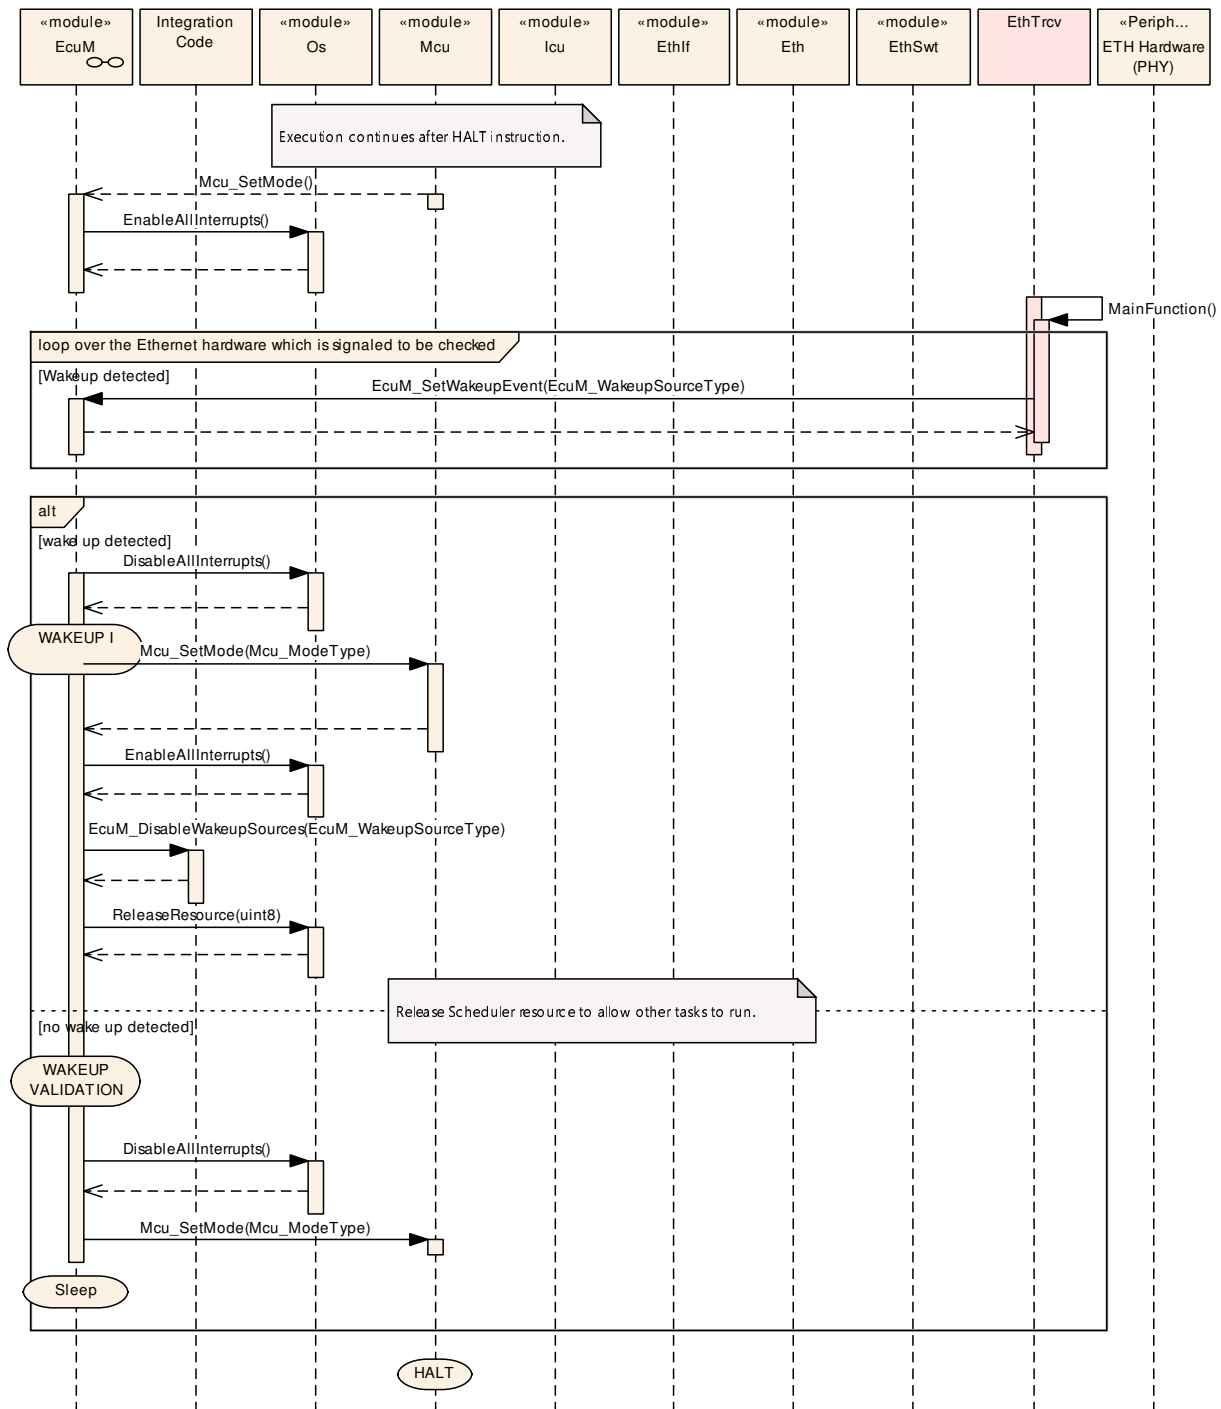 «module»
EcuM
Integration
Code
«module»
Os
«module»
Mcu
«module»
Icu
«module»
EthIf
«module»
Eth
«module»
EthSwt
EthTrcv
«Periph...
ETH Hardware
(PHY)
Execution continues after HALT instruction.
Mcu_SetMode()
EnableAllInterrupts()
MainFunction()
loop over the Ethernet hardware which is signaled to be checked
[Wakeup detected]
EcuM_SetWakeupEvent(EcuM_WakeupSourceType)
alt
[wake up detected]
DisableAllInterrupts()
WAKEUP I
Mcu_SetMode(Mcu_ModeType)
EnableAllInterrupts()
EcuM_DisableWakeupSources(EcuM_WakeupSourceType)
ReleaseResource(uint8)
Release Scheduler resource to allow other tasks to run.
[no wake up detected]
WAKEUP
VALIDATION
DisableAllInterrupts()
Mcu_SetMode(Mcu_ModeType)
Sleep
HALT